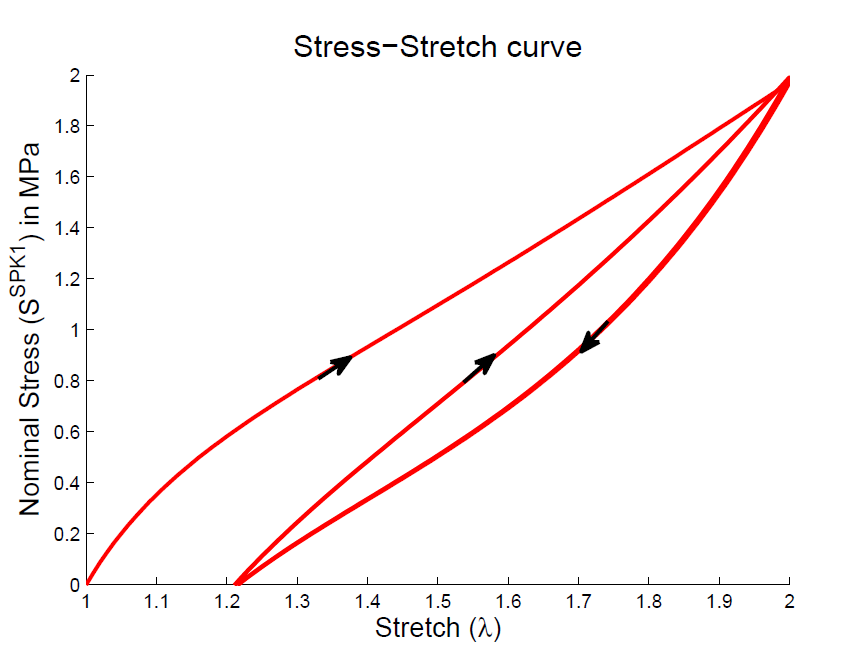 Stress−Stretch curve
Nominal Stress (S^SPK1) in MPa
2
1.8
1.6
1.4
1.2
1
0.8
0.6
0.4
0.2
0
1 1.1 1.2 1.3 1.4 1.5 1.6 1.7 1.8 1.9 2
Stretch (λ)